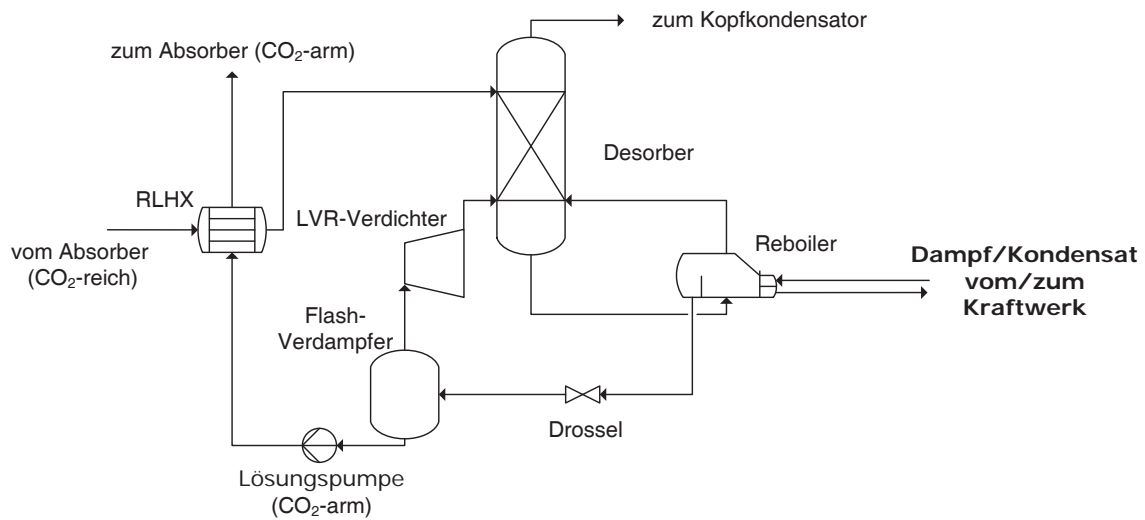 zum Kopfkondensator
zum Absorber (CO₂-arm)
Desorber
RLHX
LVR-Verdichter
vom Absorber
(CO₂-reich)
Reboiler
Dampf/Kondensat
vom/zum
Kraftwerk
Flash-
Verdampfer
Drossel
Lösungspumpe
(CO₂-arm)